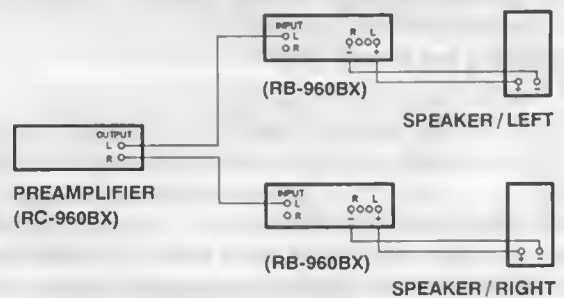 INPUT
L
R
R L
− +
(RB-960BX)
+ −
SPEAKER / LEFT
OUTPUT
L
R
PREAMPLIFIER
(RC-960BX)
INPUT
L
R
R L
− +
(RB-960BX)
+ −
SPEAKER / RIGHT